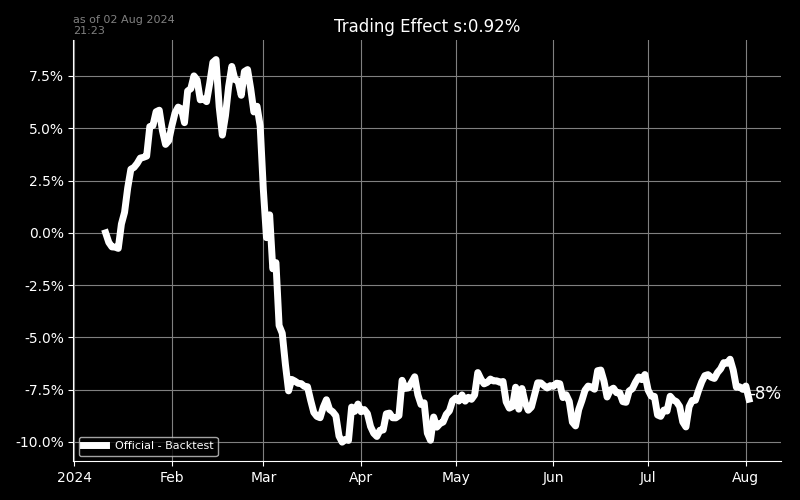 as of 02 Aug 2024
21:23
Trading Effect s:0.92%
7.5%
5.0%
2.5%
0.0%
-2.5%
-5.0%
-7.5%
-10.0%
-8%
Official - Backtest
2024 Feb Mar Apr May Jun Jul Aug